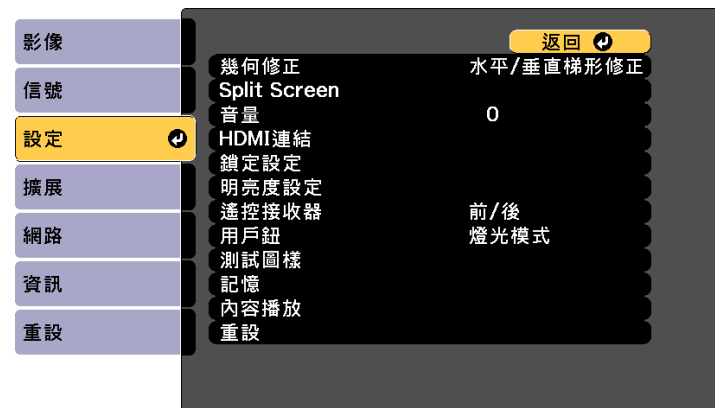 影像
信號
設定
擴展
網路
資訊
重設
返回
幾何修正 水平/垂直梯形修正
Split Screen
音量 0
HDMI連結
鎖定設定
明亮度設定
遙控接收器 前/後
用戶鈕 燈光模式
測試圖樣
記憶
內容播放
重設